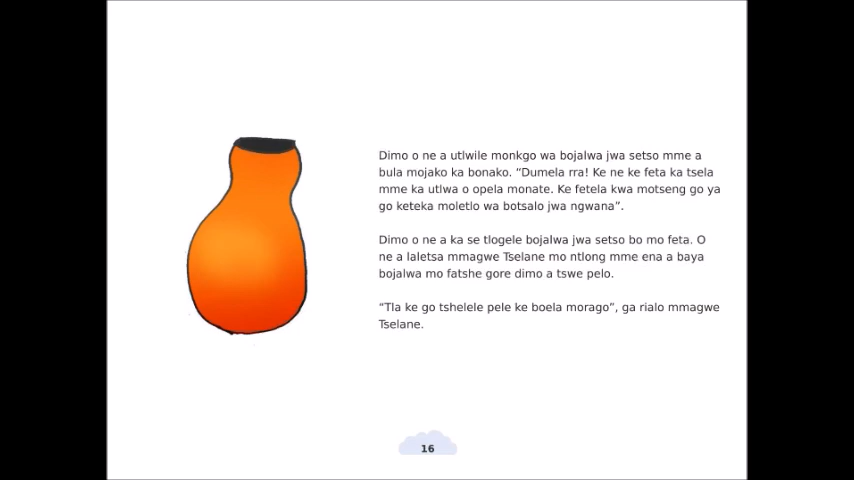 Dimo o ne a utlwile monkgo wa bojalwa jwa setso mme a
bula mojako ka bonako. “Dumela rra! Ke ne ke feta ka tsela
mme ka utlwa o opela monate. Ke fetela kwa motseng go ya
go keteka moletlo wa botsalo jwa ngwana”.
Dimo o ne a ka se tlogele bojalwa jwa setso bo mo feta. O
ne a laletsa mmagwe Tselane mo ntlong mme ena a baya
bojalwa mo fatshe gore dimo a tswe pelo.
“Tla ke go tshelele pele ke boela morago”, ga rialo mmagwe
Tselane.
16